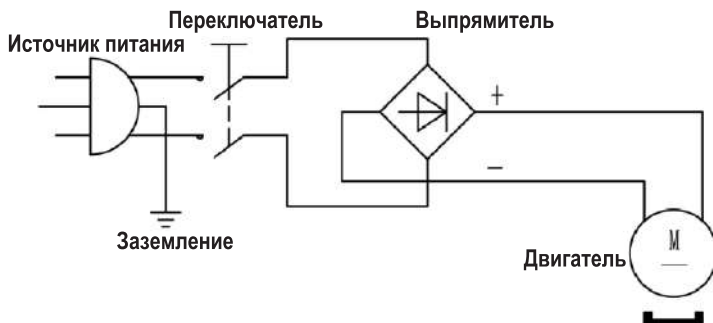 Переключатель
Выпрямитель
Источник питания
+
−
Заземление
M
Двигатель